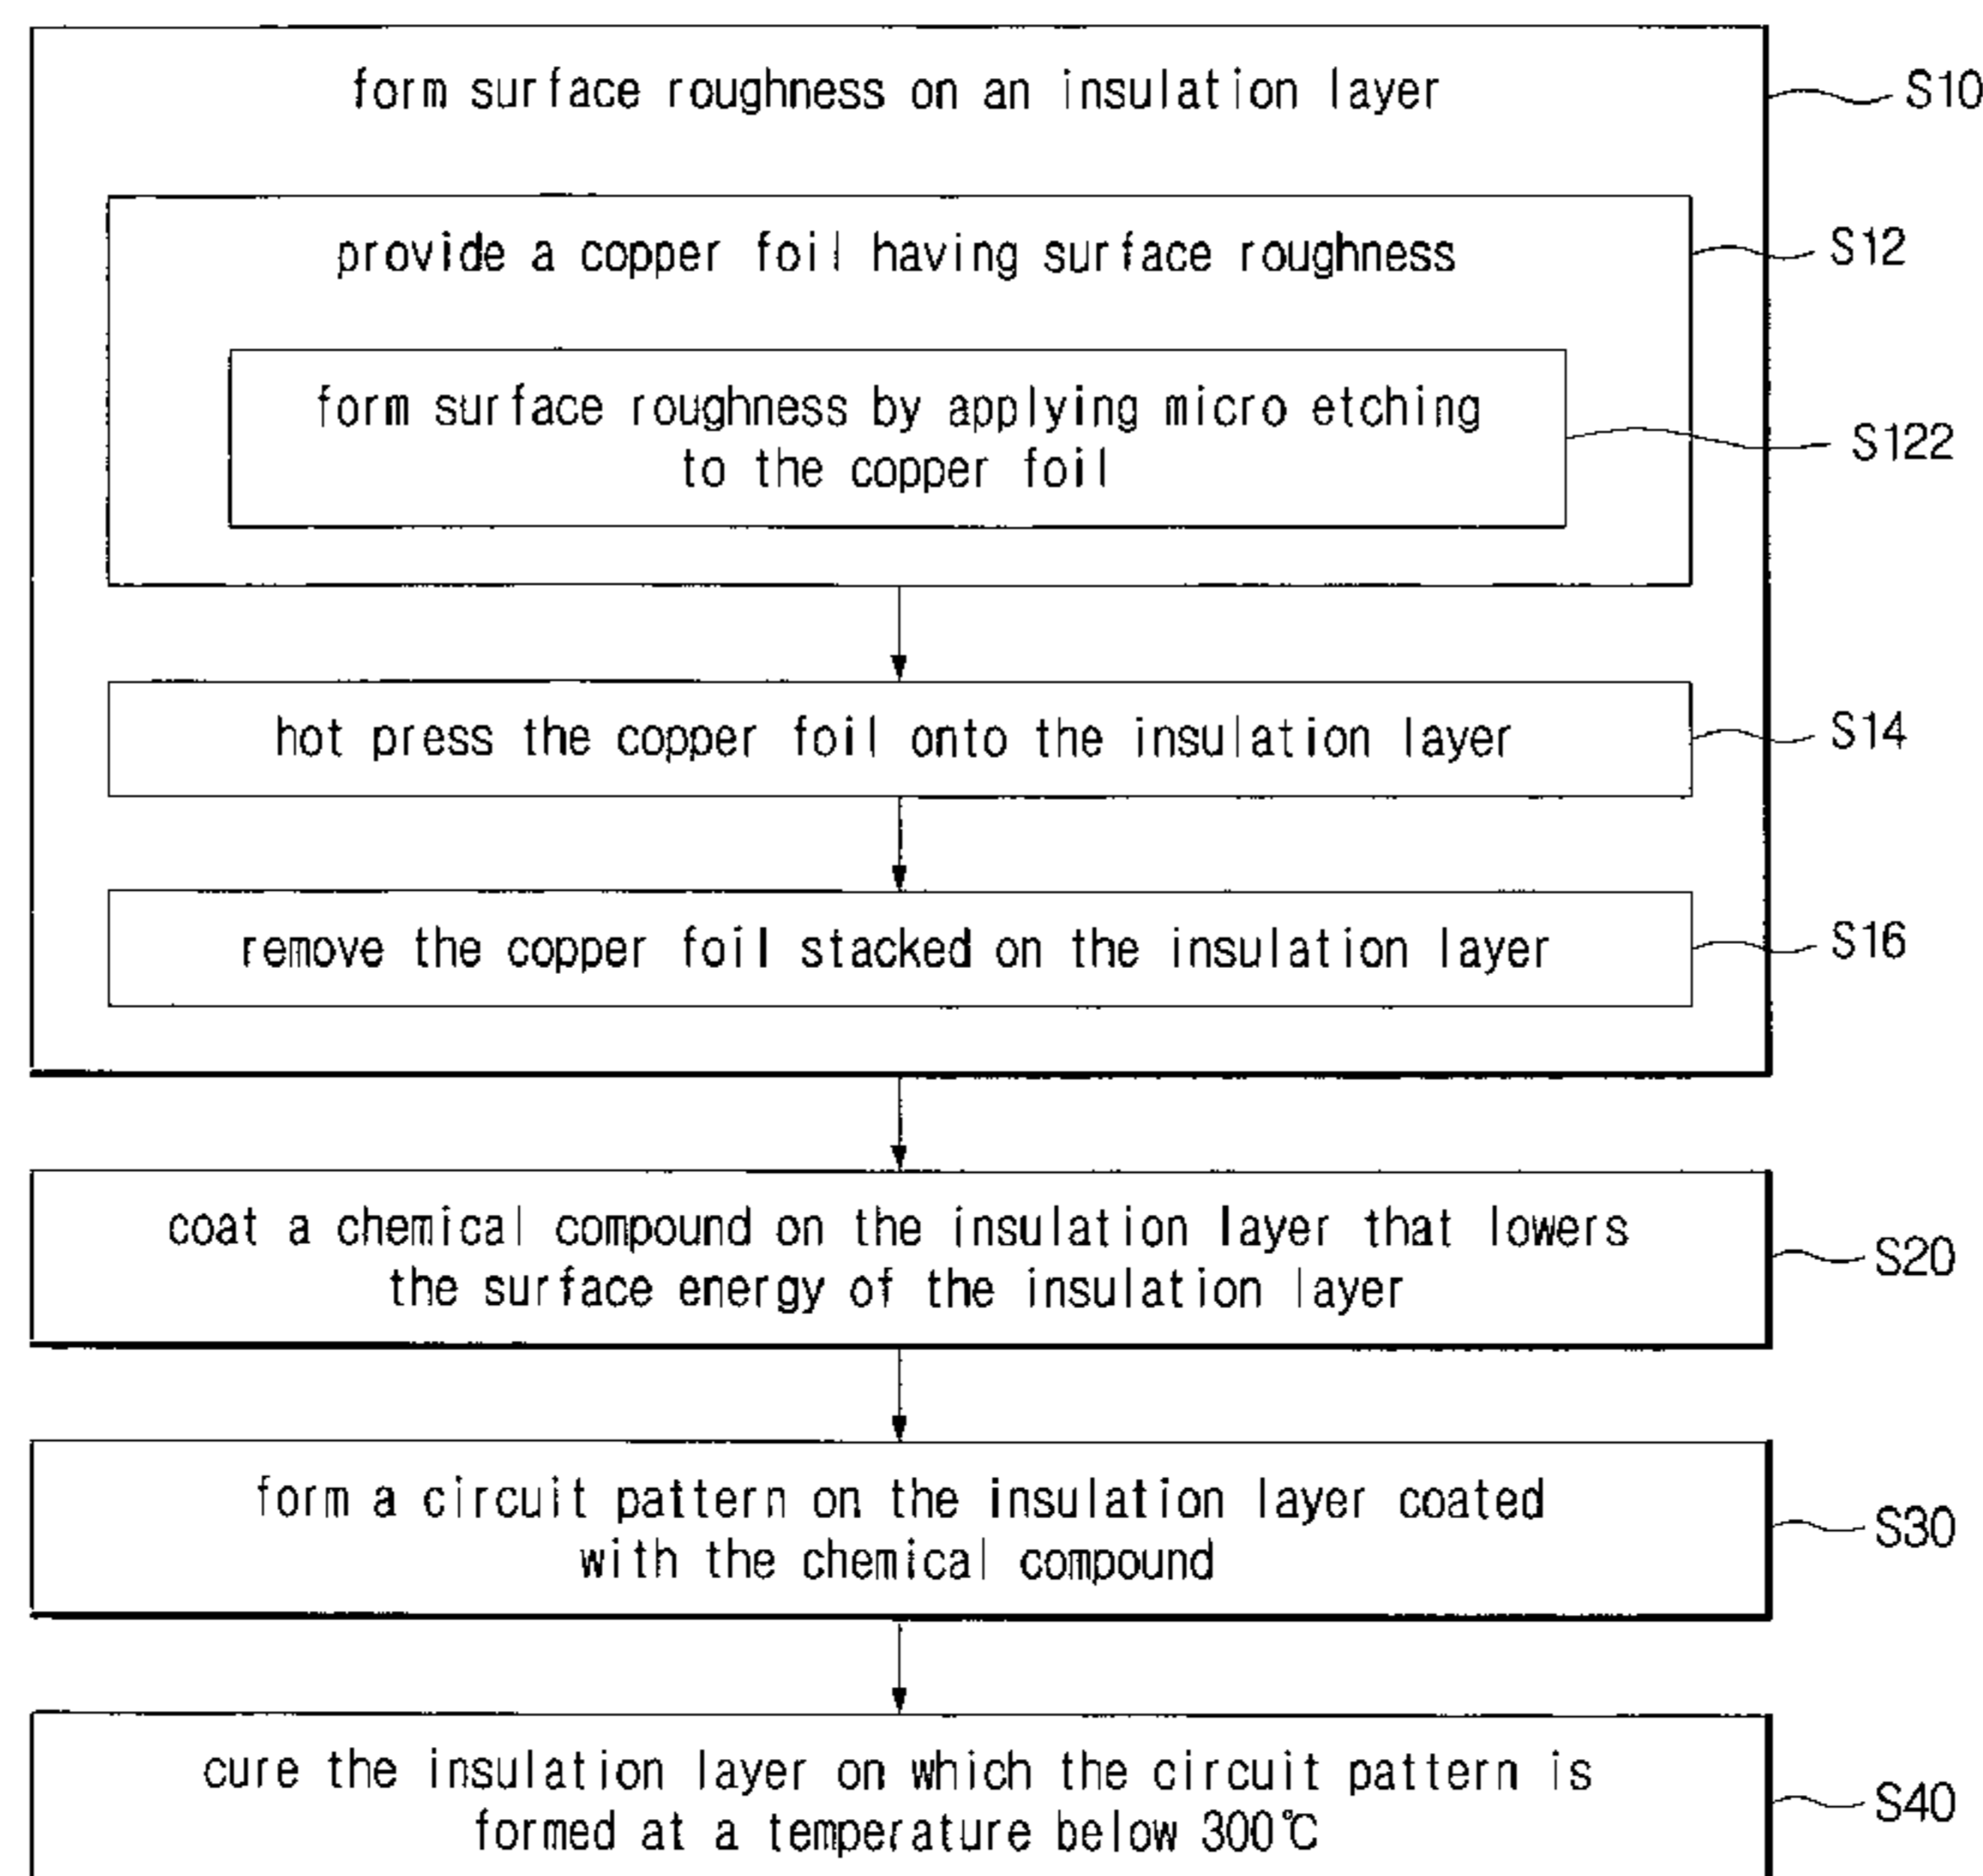 form surface roughness on an insulation layer
S10
provide a copper foil having surface roughness
S12
form surface roughness by applying micro etching
to the copper foil
S122
hot press the copper foil onto the insulation layer
S14
remove the copper foil stacked on the insulation layer
S16
coat a chemical compound on the insulation layer that lowers
the surface energy of the insulation layer
S20
form a circuit pattern on the insulation layer coated
with the chemical compound
S30
cure the insulation layer on which the circuit pattern is
formed at a temperature below 300℃
S40